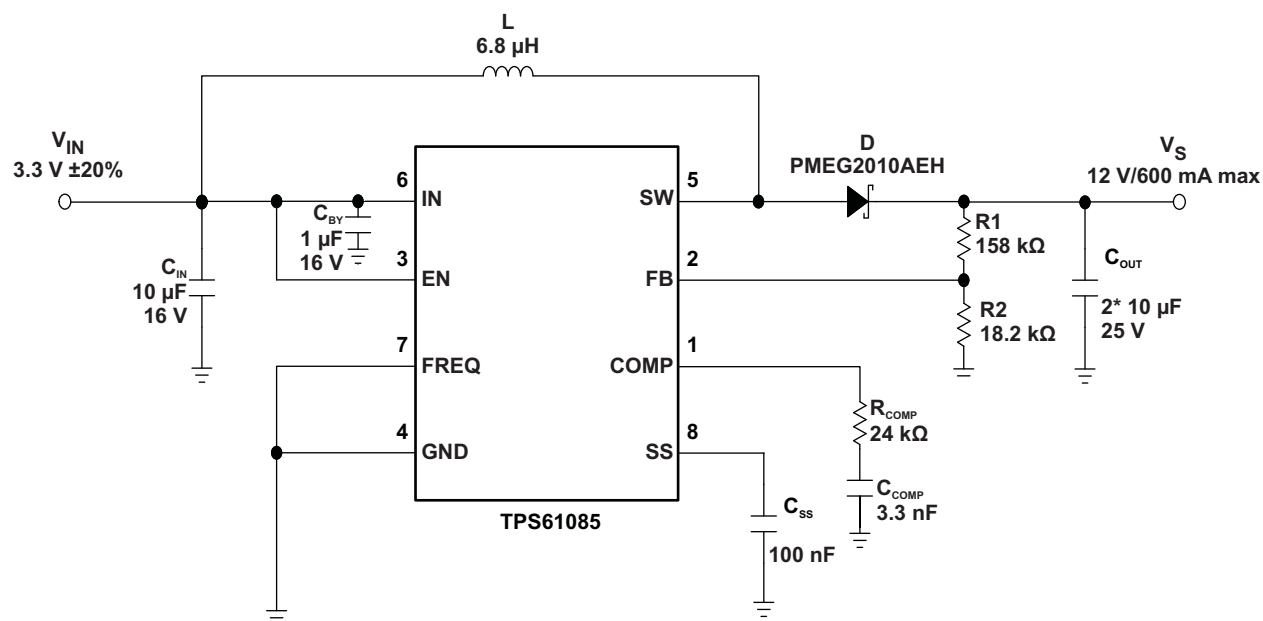 L
6.8 µH
V_IN
3.3 V ±20%
D
PMEG2010AEH
V_S
12 V/600 mA max
6
IN
5
SW
C_BY
1 µF
16 V
R1
158 kΩ
C_IN
10 µF
16 V
3
EN
2
FB
C_OUT
2* 10 µF
25 V
R2
18.2 kΩ
7
FREQ
1
COMP
R_COMP
24 kΩ
4
GND
8
SS
C_COMP
3.3 nF
C_SS
100 nF
TPS61085